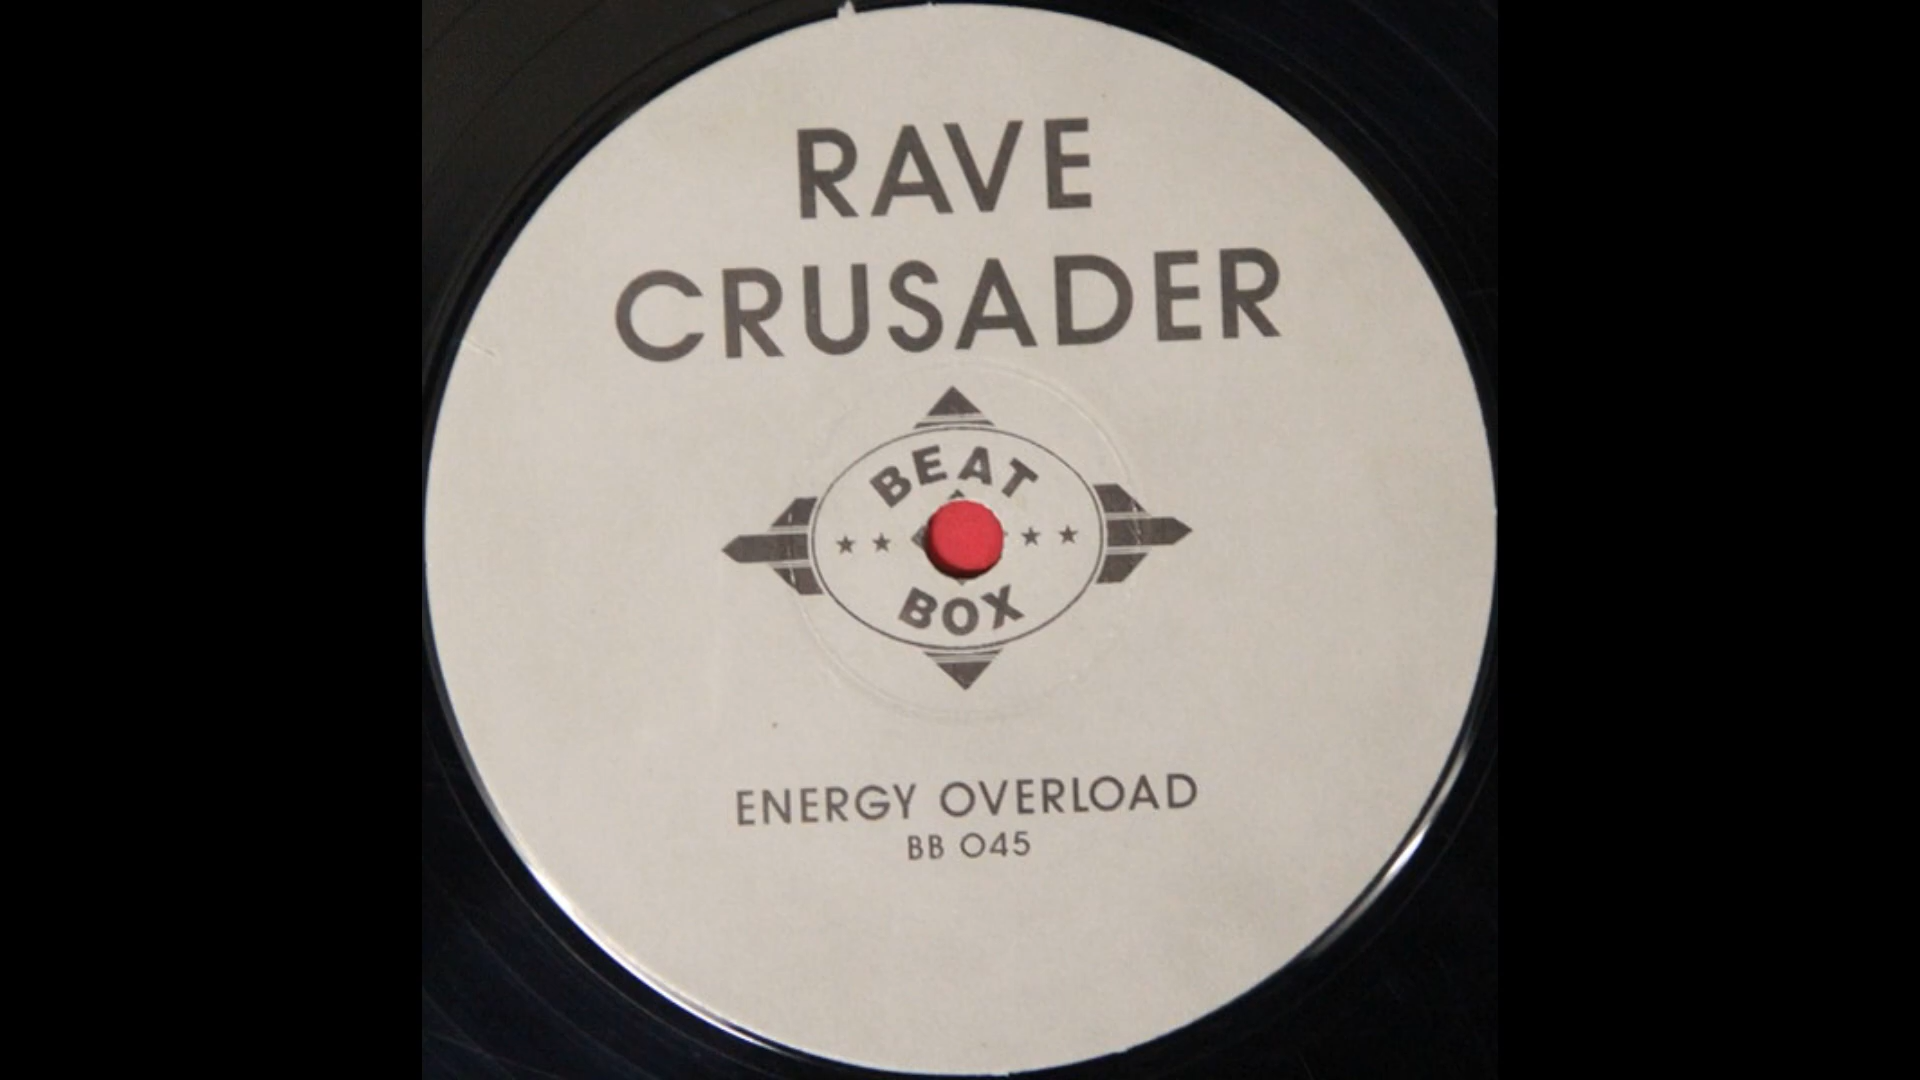 RAVE
CRUSADER
BEAT
BOX
ENERGY OVERLOAD
BB 045